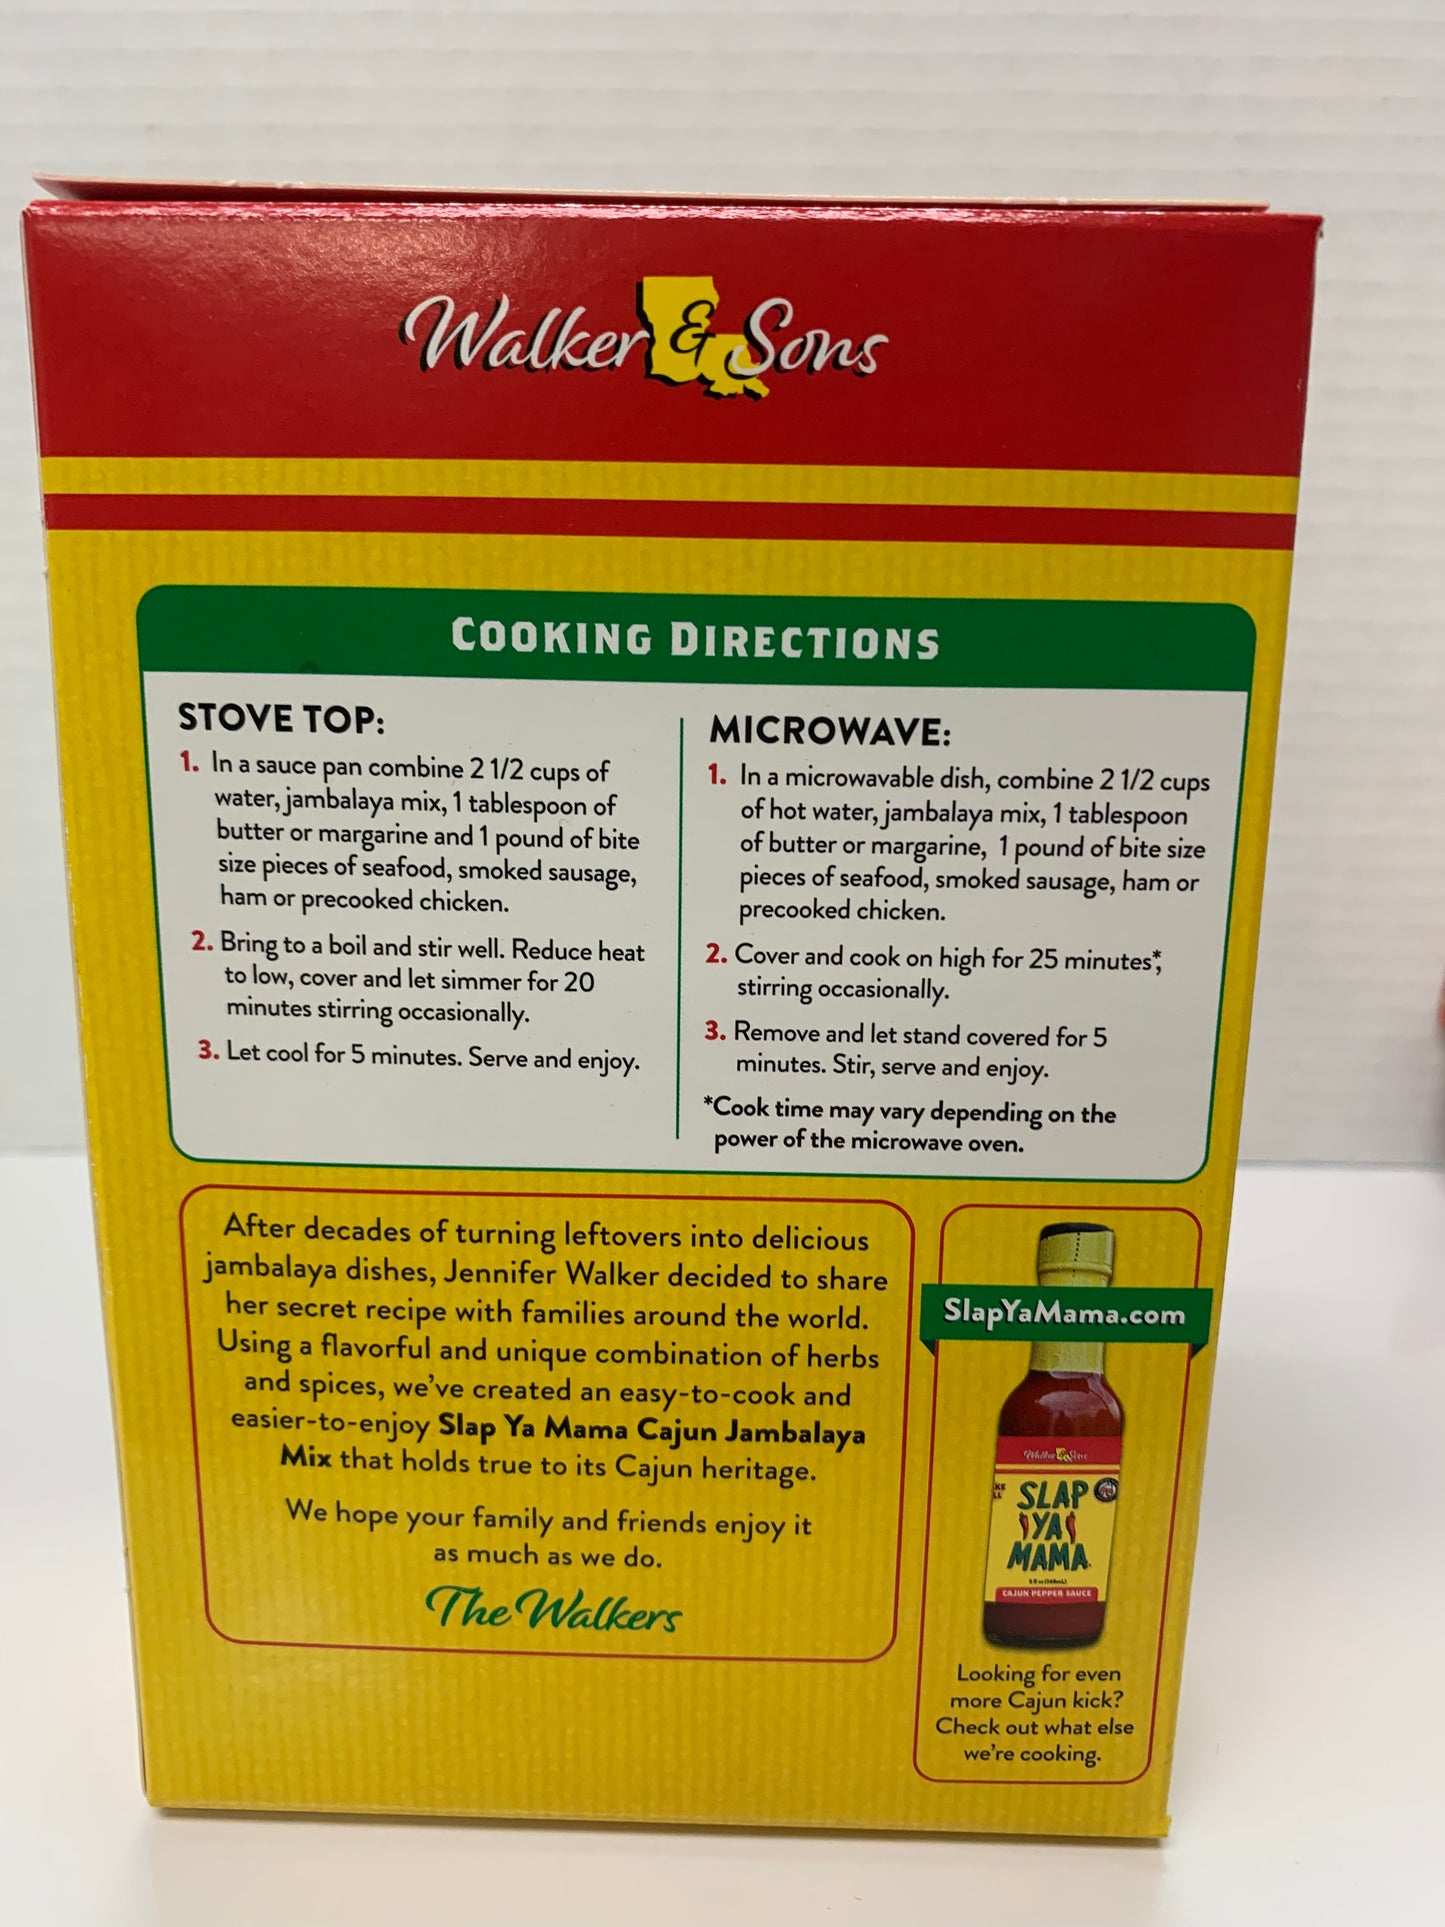 Walker & Sons
COOKING DIRECTIONS
STOVE TOP:
1. In a sauce pan combine 2 1/2 cups of
water, jambalaya mix, 1 tablespoon of
butter or margarine and 1 pound of bite
size pieces of seafood, smoked sausage,
ham or precooked chicken.
2. Bring to a boil and stir well. Reduce heat
to low, cover and let simmer for 20
minutes stirring occasionally.
3. Let cool for 5 minutes. Serve and enjoy.
MICROWAVE:
1. In a microwavable dish, combine 2 1/2 cups
of hot water, jambalaya mix, 1 tablespoon
of butter or margarine, 1 pound of bite size
pieces of seafood, smoked sausage, ham or
precooked chicken.
2. Cover and cook on high for 25 minutes*,
stirring occasionally.
3. Remove and let stand covered for 5
minutes. Stir, serve and enjoy.
*Cook time may vary depending on the
power of the microwave oven.
After decades of turning leftovers into delicious
jambalaya dishes, Jennifer Walker decided to share
her secret recipe with families around the world.
Using a flavorful and unique combination of herbs
and spices, we've created an easy-to-cook and
easier-to-enjoy Slap Ya Mama Cajun Jambalaya
Mix that holds true to its Cajun heritage.
We hope your family and friends enjoy it
as much as we do.
The Walkers
SlapYaMama.com
Walker & Sons
SLAP
YA
MAMA
CAJUN PEPPER SAUCE
Looking for even
more Cajun kick?
Check out what else
we're cooking.